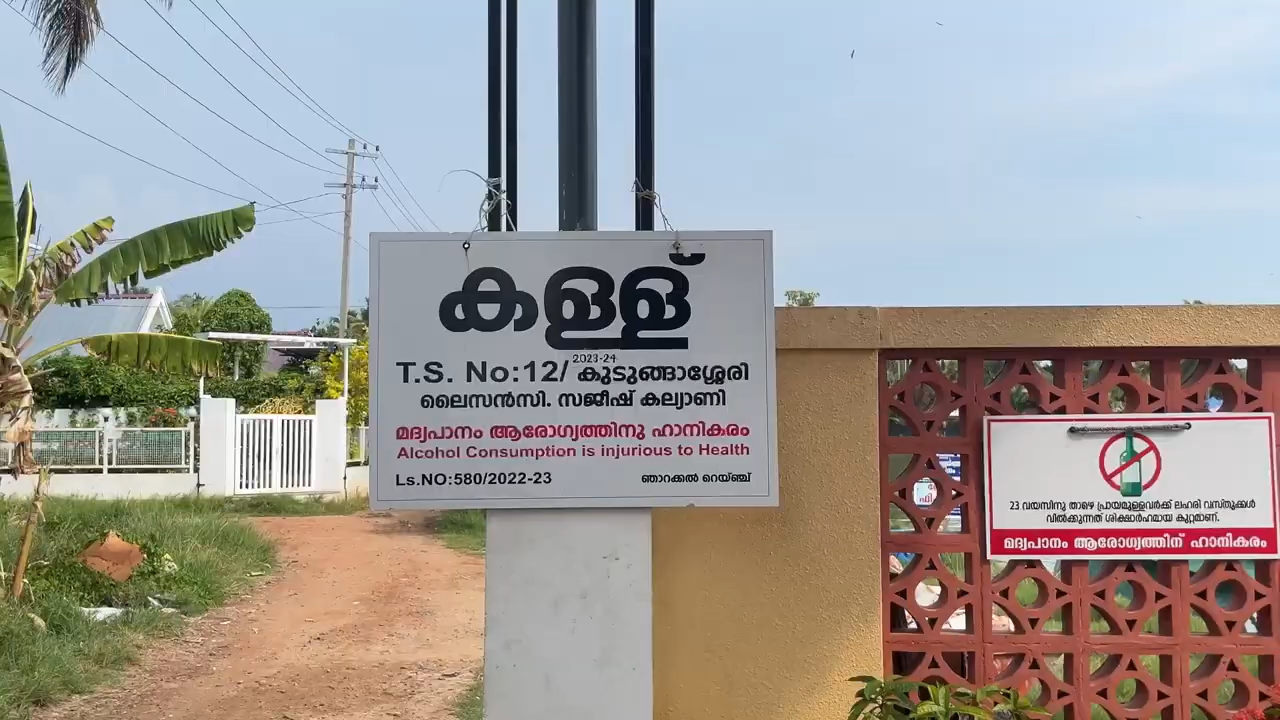 കള്ള്
2023-24
T.S. No:12/ കുടുങ്ങാശ്ശേരി
ലൈസൻസി. സജീഷ് കല്യാണി
മദ്യപാനം ആരോഗ്യത്തിനു ഹാനികരം
Alcohol Consumption is injurious to Health
Ls.NO:580/2022-23 ഞാറക്കൽ റെയ്ഞ്ച്
23 വയസിനു താഴെ പ്രായമുള്ളവർക്ക് ലഹരി വസ്തുക്കൾ
വിൽക്കുന്നത് ശിക്ഷാർഹമായ കുറ്റമാണ്.
മദ്യപാനം ആരോഗ്യത്തിന് ഹാനികരം